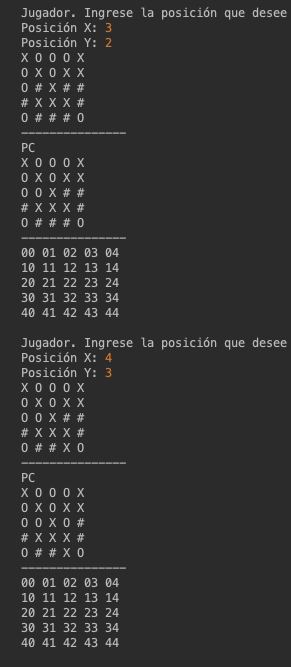 Jugador. Ingrese la posición que desee
Posición X: 3
Posición Y: 2
X O O O X
O X O X X
O # X # #
# X X X #
O # # # O
———————————————
PC
X O O O X
O X O X X
O O X # #
# X X X #
O # # # O
———————————————
00 01 02 03 04
10 11 12 13 14
20 21 22 23 24
30 31 32 33 34
40 41 42 43 44
Jugador. Ingrese la posición que desee
Posición X: 4
Posición Y: 3
X O O O X
O X O X X
O O X # #
# X X X #
O # # X O
———————————————
PC
X O O O X
O X O X X
O O X O #
# X X X #
O # # X O
———————————————
00 01 02 03 04
10 11 12 13 14
20 21 22 23 24
30 31 32 33 34
40 41 42 43 44